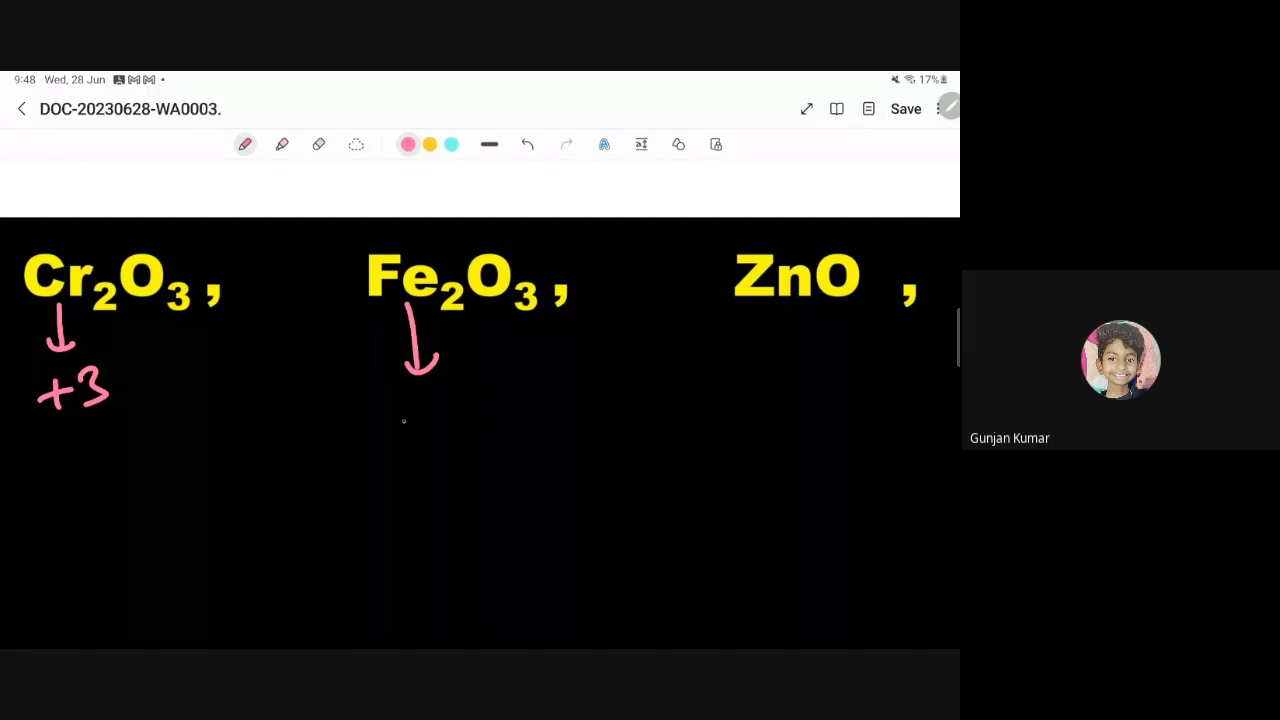 9:48 Wed, 28 Jun 17%
DOC-20230628-WA0003.
Save
Cr₂O₃ , Fe₂O₃ , ZnO ,
+3
Gunjan Kumar